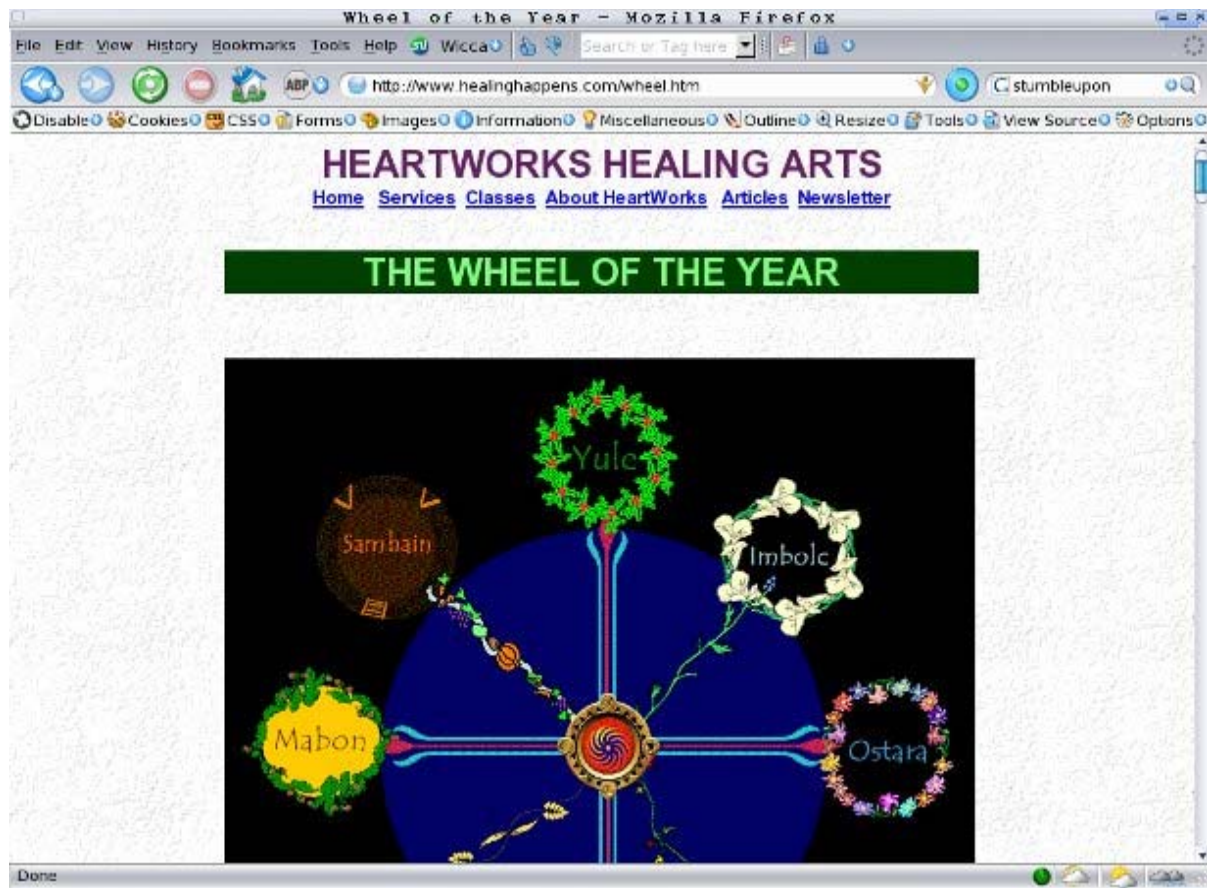 Wheel of the Year - Mozilla Firefox
File Edit View History Bookmarks Tools Help su Wicca Search or Tag here
ABP http://www.healinghappens.com/wheel.htm G stumbleupon
Disable Cookies CSS Forms Images Information Miscellaneous Outline Resize Tools View Source Options
HEARTWORKS HEALING ARTS
Home Services Classes About HeartWorks Articles Newsletter
THE WHEEL OF THE YEAR
Yule
Samhain
Imbolc
Mabon
Ostara
Done